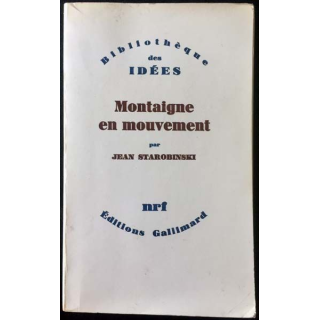 Bibliothèque
des
IDÉES
Montaigne
en mouvement
par
JEAN STAROBINSKI
nrf
Éditions Gallimard